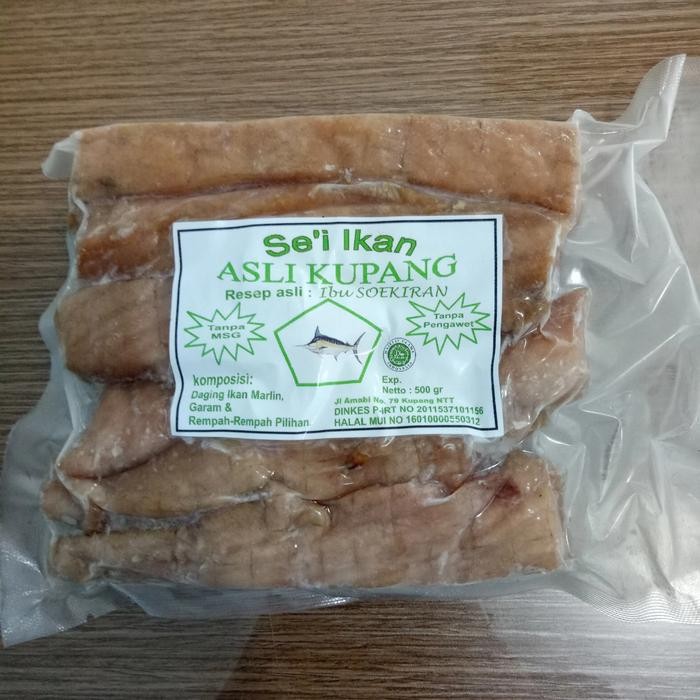 Se'i Ikan
ASLI KUPANG
Resep asli : Ibu SOEKIRAN
Tanpa
MSG
Tanpa
Pengawet
komposisi:
Daging Ikan Marlin,
Garam &
Rempah-Rempah Pilihan
Exp.
Netto : 500 gr
Jl Amabi No. 79 Kupang NTT
DINKES P-IRT NO 2011537101156
HALAL MUI NO 16010000550312